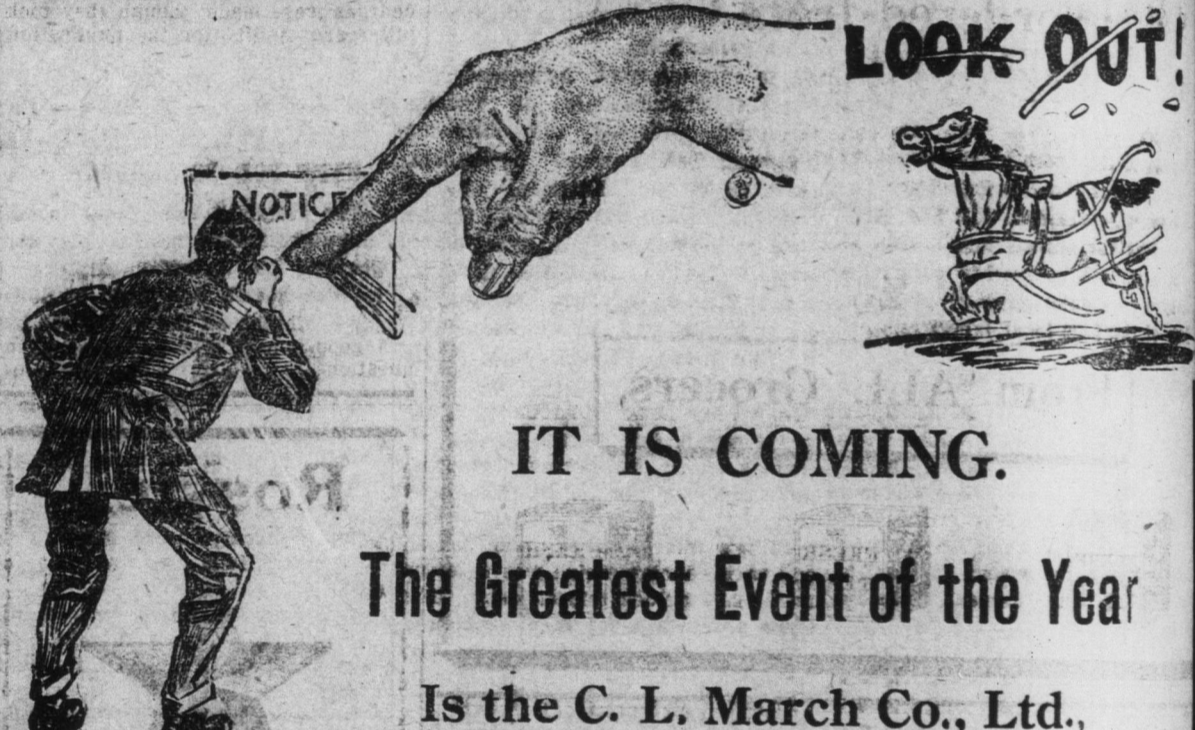 LOOK OUT!
NOTICE
IT IS COMING.
The Greatest Event of the Year
Is the C. L. March Co., Ltd.,